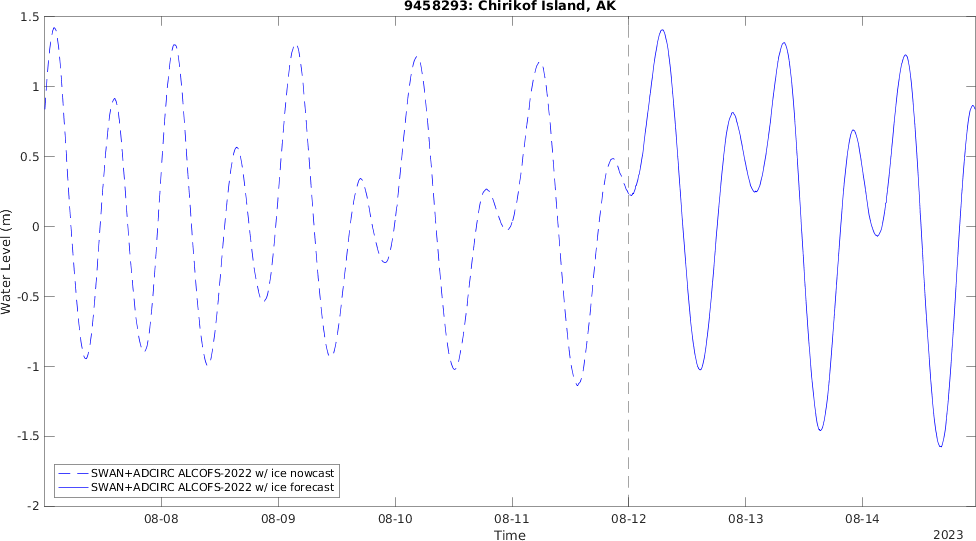 9458293: Chirikof Island, AK
1.5
1
0.5
0
-0.5
-1
-1.5
-2
Water Level (m)
SWAN+ADCIRC ALCOFS-2022 w/ ice nowcast
SWAN+ADCIRC ALCOFS-2022 w/ ice forecast
08-08 08-09 08-10 08-11 08-12 08-13 08-14
Time
2023